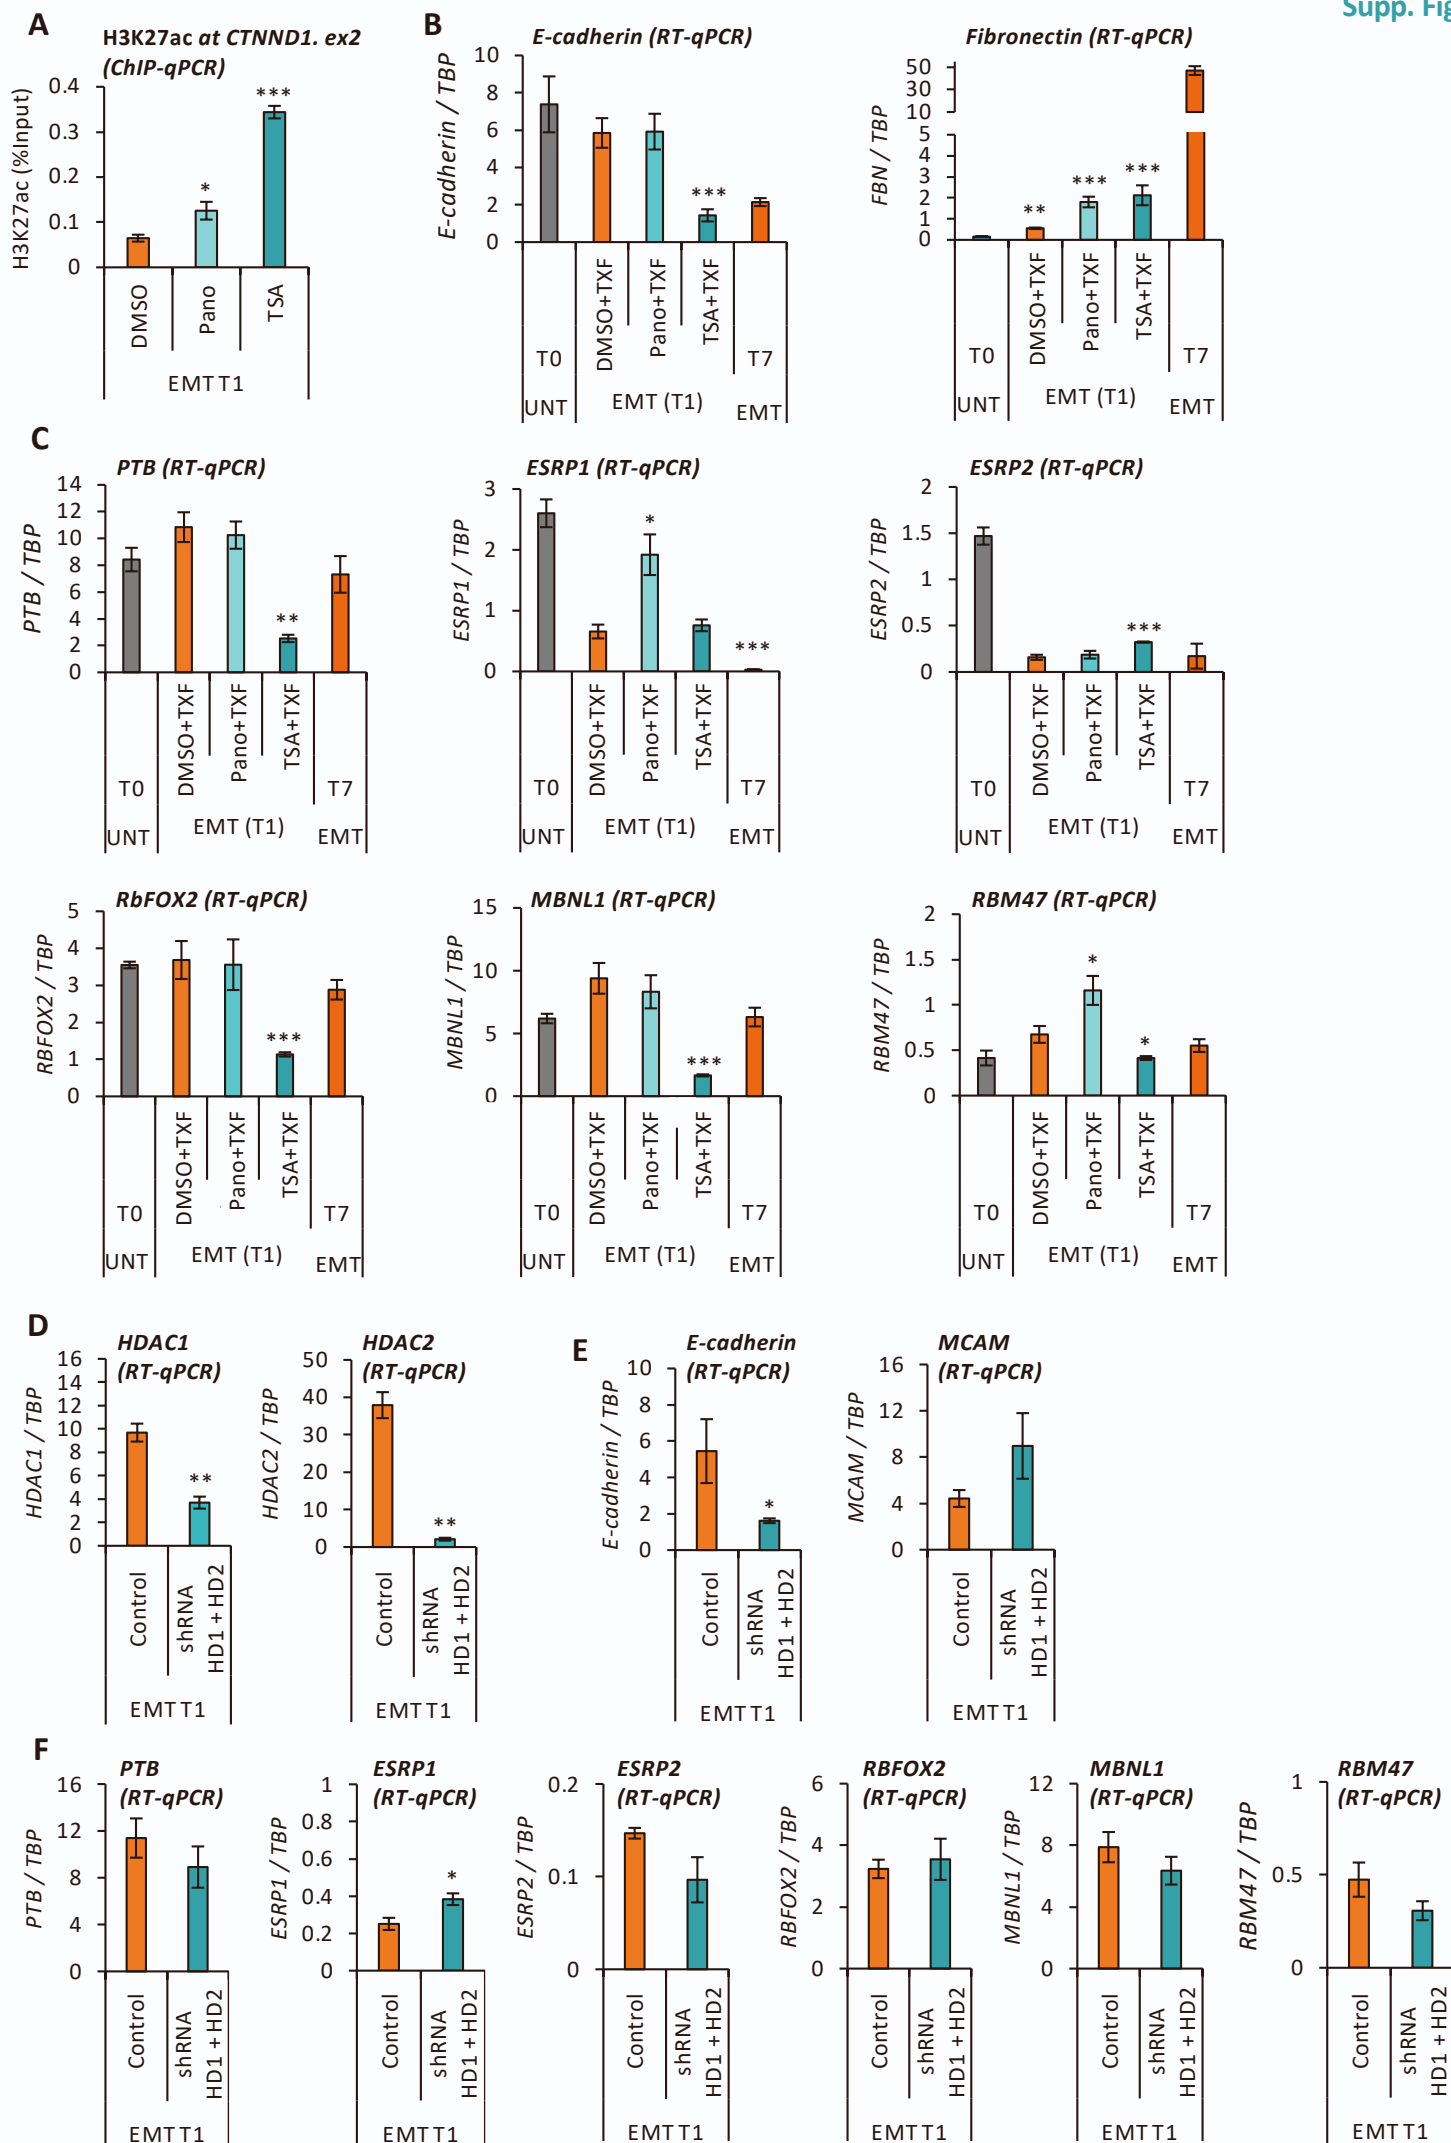 Supp. Fig
A
H3K27ac at CTNND1. ex2
(ChIP-qPCR)
H3K27ac (%Input)
0.4
0.3
0.2
0.1
0
*
***
DMSO
Pano
TSA
EMT T1
B
E-cadherin (RT-qPCR)
E-cadherin / TBP
10
8
6
4
2
0
***
T0
DMSO+TXF
Pano+TXF
TSA+TXF
T7
UNT
EMT (T1)
EMT
Fibronectin (RT-qPCR)
FBN / TBP
50
30
10
5
4
3
2
1
0
**
***
***
T0
DMSO+TXF
Pano+TXF
TSA+TXF
T7
UNT
EMT (T1)
EMT
C
PTB (RT-qPCR)
PTB / TBP
14
12
10
8
6
4
2
0
**
T0
DMSO+TXF
Pano+TXF
TSA+TXF
T7
UNT
EMT (T1)
EMT
ESRP1 (RT-qPCR)
ESRP1 / TBP
3
2
1
0
*
***
T0
DMSO+TXF
Pano+TXF
TSA+TXF
T7
UNT
EMT (T1)
EMT
ESRP2 (RT-qPCR)
ESRP2 / TBP
2
1.5
1
0.5
0
***
T0
DMSO+TXF
Pano+TXF
TSA+TXF
T7
UNT
EMT (T1)
EMT
RbFOX2 (RT-qPCR)
RBFOX2 / TBP
5
4
3
2
1
0
***
T0
DMSO+TXF
Pano+TXF
TSA+TXF
T7
UNT
EMT (T1)
EMT
MBNL1 (RT-qPCR)
MBNL1 / TBP
15
10
5
0
***
T0
DMSO+TXF
Pano+TXF
TSA+TXF
T7
UNT
EMT (T1)
EMT
RBM47 (RT-qPCR)
RBM47 / TBP
2
1.5
1
0.5
0
*
*
T0
DMSO+TXF
Pano+TXF
TSA+TXF
T7
UNT
EMT (T1)
EMT
D
HDAC1
(RT-qPCR)
HDAC1 / TBP
16
14
12
10
8
6
4
2
0
**
Control
shRNA
HD1 + HD2
EMT T1
HDAC2
(RT-qPCR)
HDAC2 / TBP
50
40
30
20
10
0
**
Control
shRNA
HD1 + HD2
EMT T1
E
E-cadherin
(RT-qPCR)
E-cadherin / TBP
10
8
6
4
2
0
*
Control
shRNA
HD1 + HD2
EMT T1
MCAM
(RT-qPCR)
MCAM / TBP
16
12
8
4
0
Control
shRNA
HD1 + HD2
EMT T1
F
PTB
(RT-qPCR)
PTB / TBP
16
12
8
4
0
Control
shRNA
HD1 + HD2
EMT T1
ESRP1
(RT-qPCR)
ESRP1 / TBP
1
0.8
0.6
0.4
0.2
0
*
Control
shRNA
HD1 + HD2
EMT T1
ESRP2
(RT-qPCR)
ESRP2 / TBP
0.2
0.1
0
Control
shRNA
HD1 + HD2
EMT T1
RBFOX2
(RT-qPCR)
RBFOX2 / TBP
6
4
2
0
Control
shRNA
HD1 + HD2
EMT T1
MBNL1
(RT-qPCR)
MBNL1 / TBP
12
8
4
0
Control
shRNA
HD1 + HD2
EMT T1
RBM47
(RT-qPCR)
RBM47 / TBP
1
0.5
0
Control
shRNA
HD1 + HD2
EMT T1